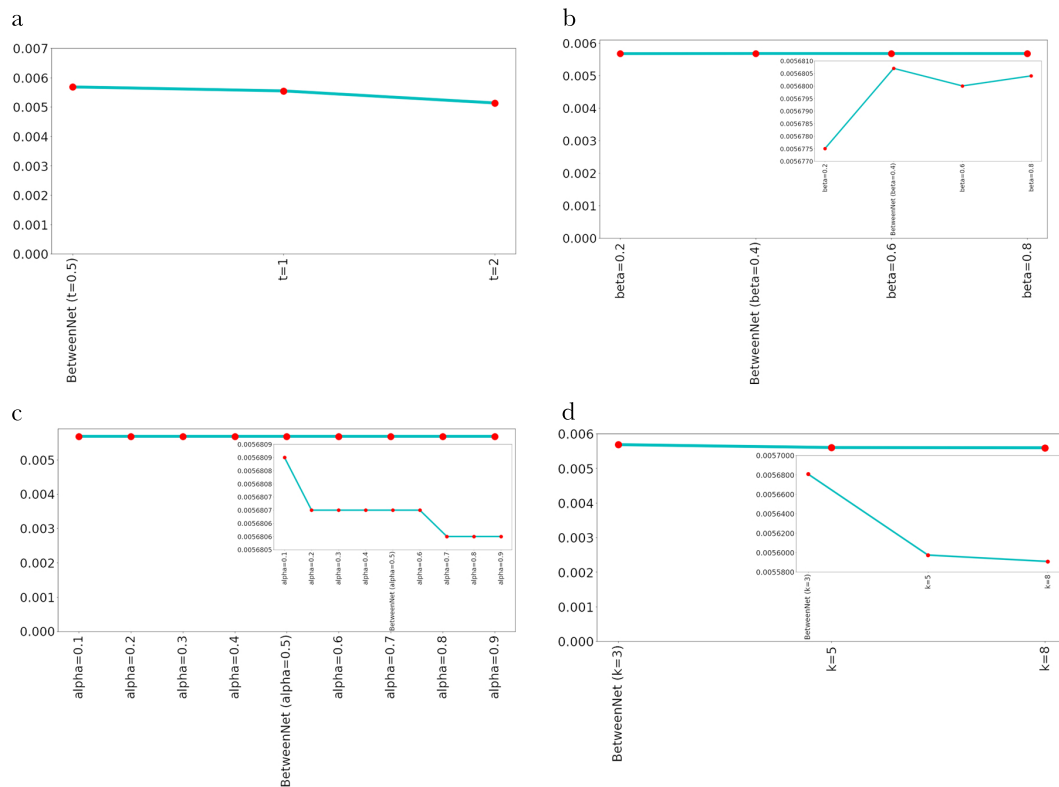 a
0.007
0.006
0.005
0.004
0.003
0.002
0.001
0.000
BetweenNet (t=0.5)
t=1
t=2
b
0.006
0.005
0.004
0.003
0.002
0.001
0.000
beta=0.2
BetweenNet (beta=0.4)
beta=0.6
beta=0.8
0.0056810
0.0056805
0.0056800
0.0056795
0.0056790
0.0056785
0.0056780
0.0056775
0.0056770
beta=0.2
BetweenNet (beta=0.4)
beta=0.6
beta=0.8
c
0.005
0.004
0.003
0.002
0.001
0.000
alpha=0.1
alpha=0.2
alpha=0.3
alpha=0.4
BetweenNet (alpha=0.5)
alpha=0.6
alpha=0.7
alpha=0.8
alpha=0.9
0.0056809
0.0056809
0.0056808
0.0056808
0.0056807
0.0056807
0.0056806
0.0056806
0.0056805
alpha=0.1
alpha=0.2
alpha=0.3
alpha=0.4
BetweenNet (alpha=0.5)
alpha=0.6
alpha=0.7
alpha=0.8
alpha=0.9
d
0.006
0.005
0.004
0.003
0.002
0.001
0.000
BetweenNet (k=3)
k=5
k=8
0.0057000
0.0056800
0.0056600
0.0056400
0.0056200
0.0056000
0.0055800
BetweenNet (k=3)
k=5
k=8